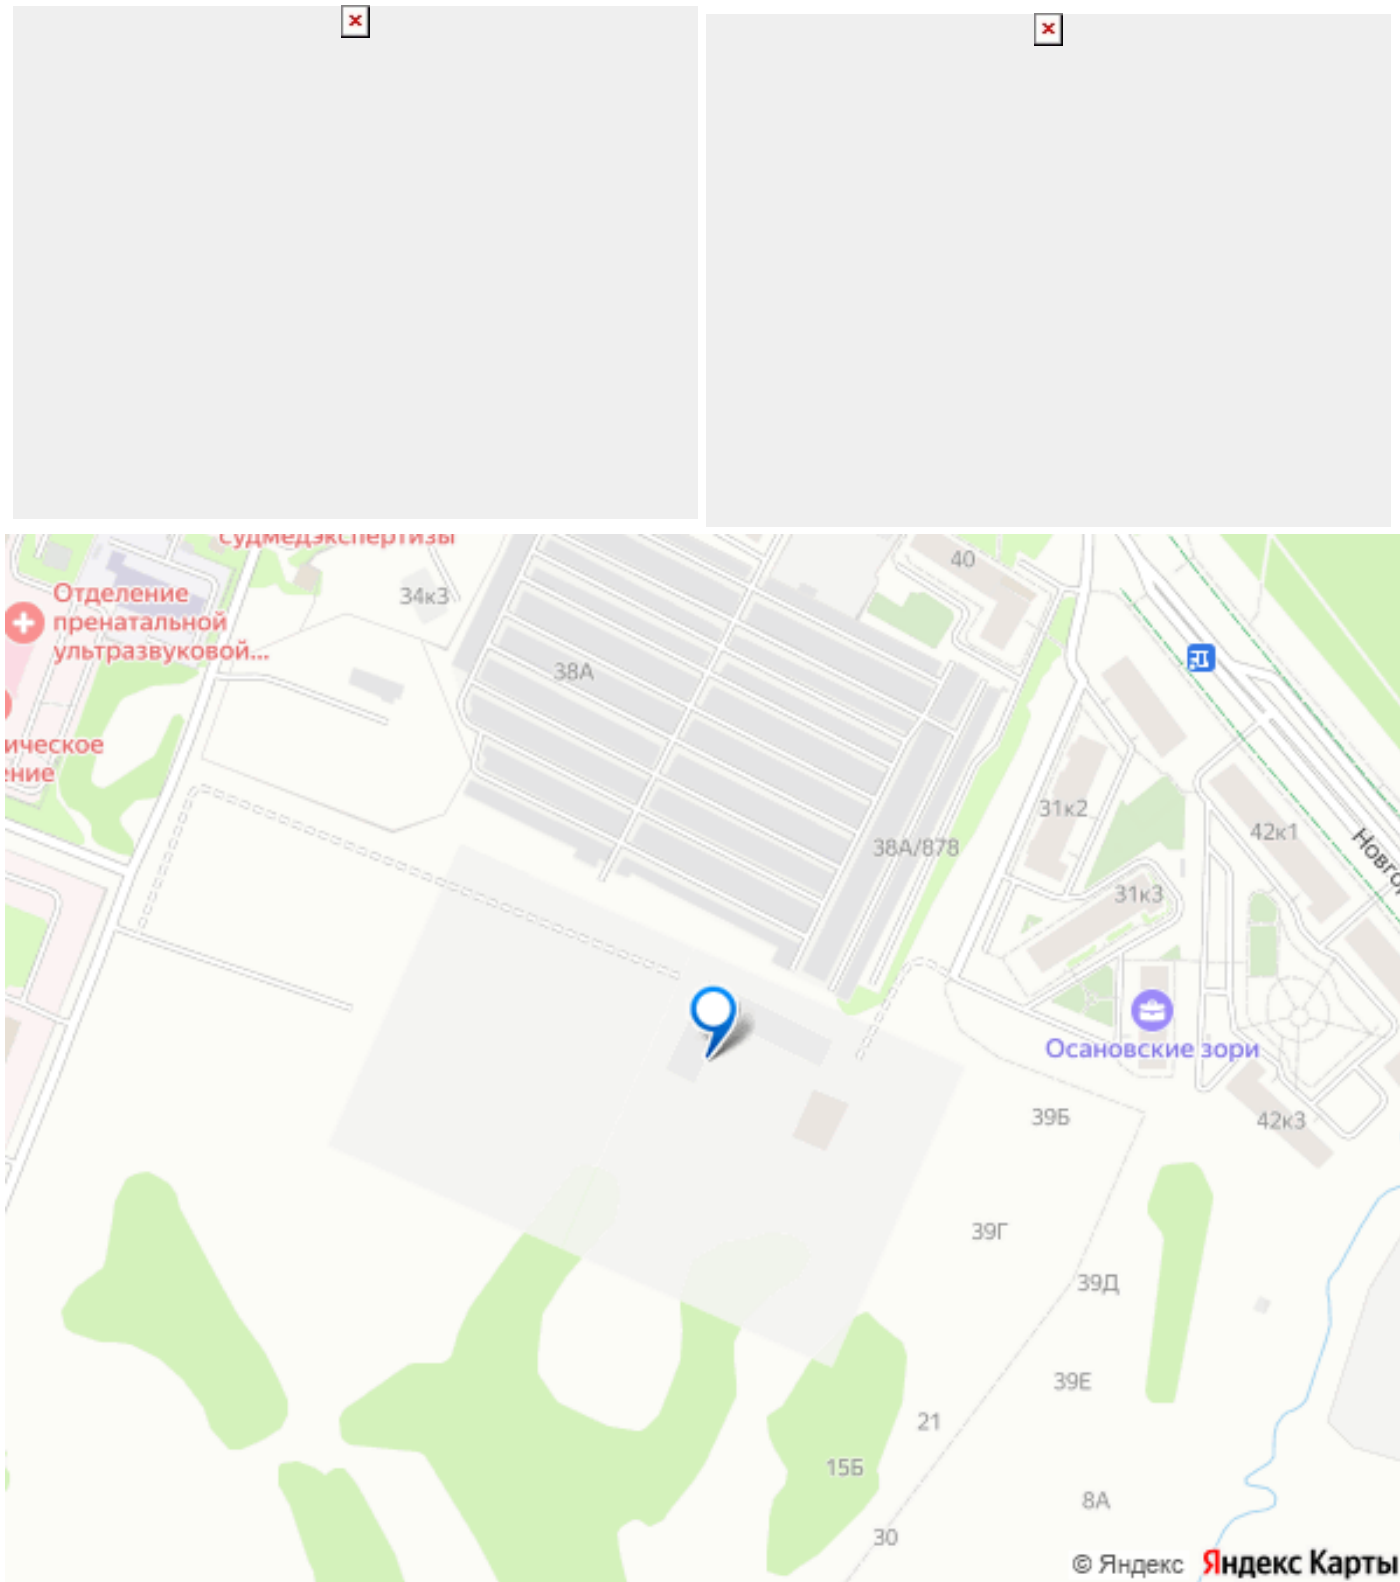 судмедэкспертизы
40
Отделение
пренатальной
ультразвуковой...
34к3
38А
ическое
ение
31к2
42к1
38А/878
Новго
31к3
Осановские зори
39Б
42к3
39Г
39Д
39Е
21
15Б
8А
30
© Яндекс Яндекс Карты